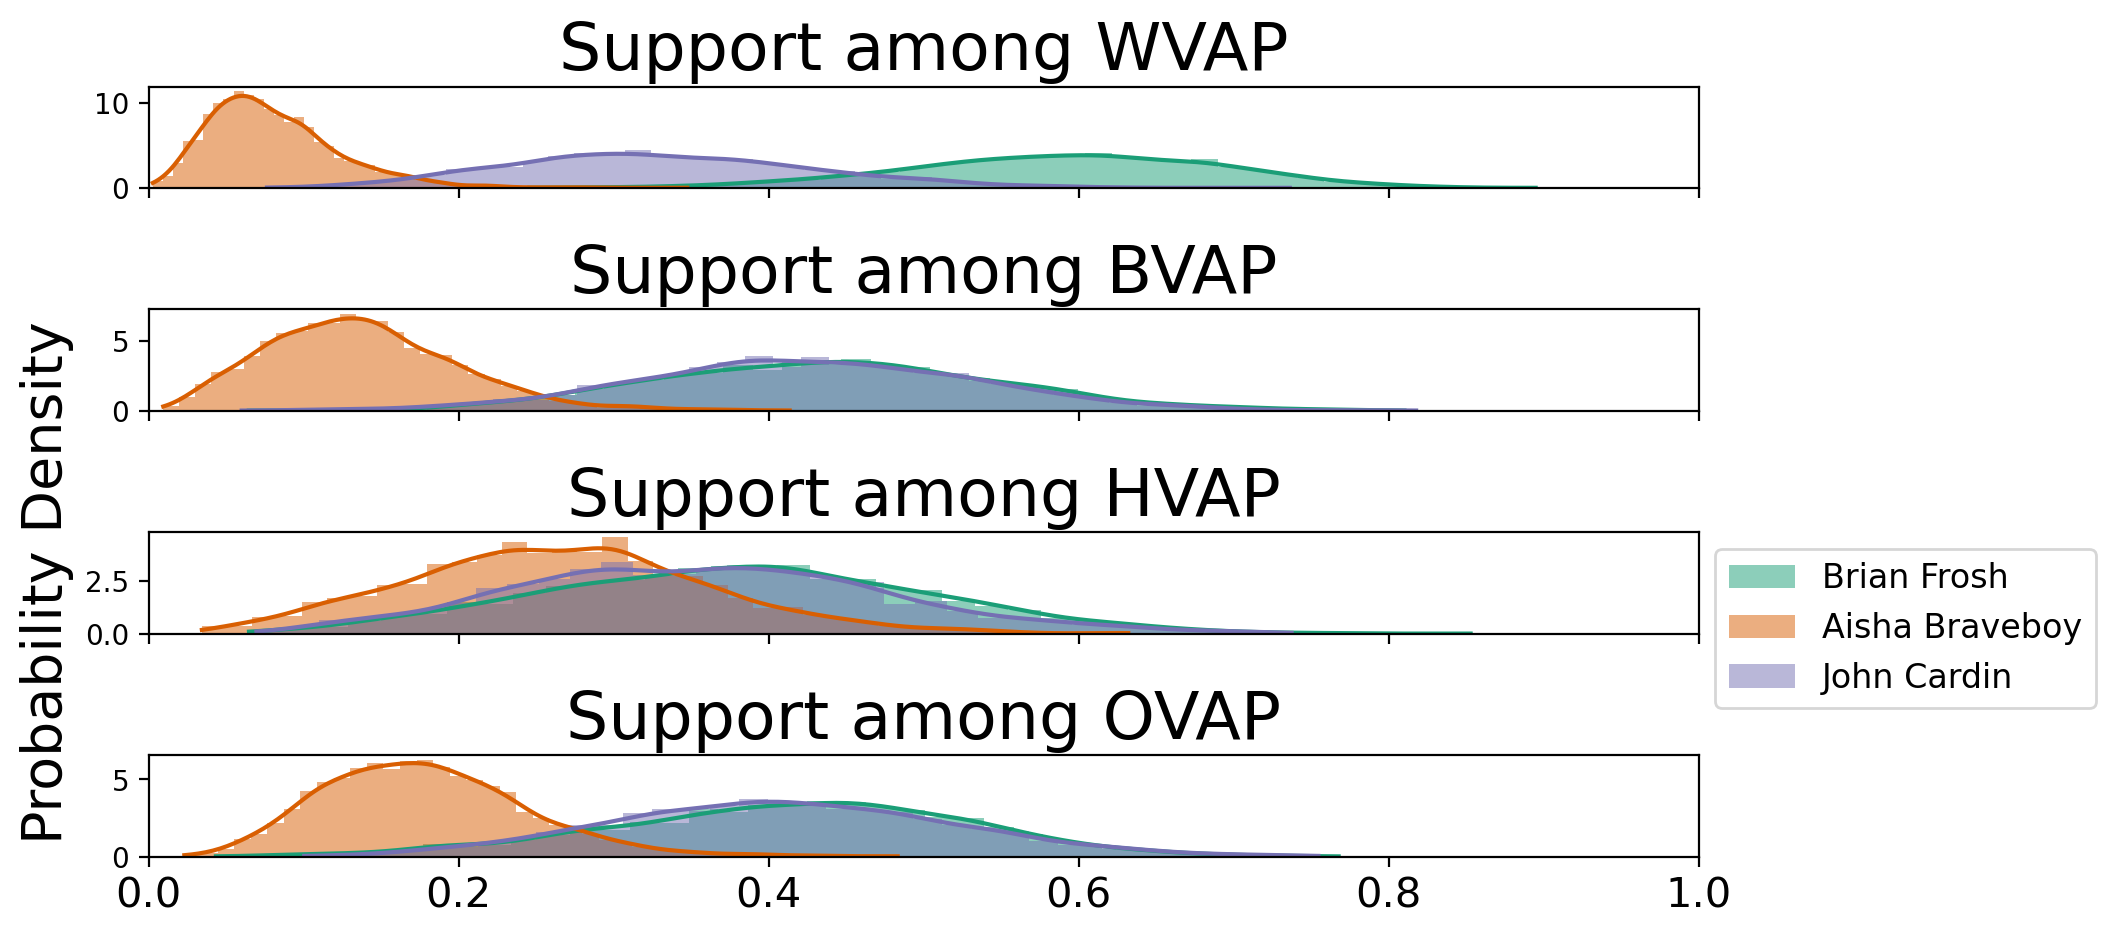 Support among WVAP
10
0
Support among BVAP
5
0
Support among HVAP
2.5
0.0
Support among OVAP
5
0
0.0 0.2 0.4 0.6 0.8 1.0
Probability Density
Brian Frosh
Aisha Braveboy
John Cardin